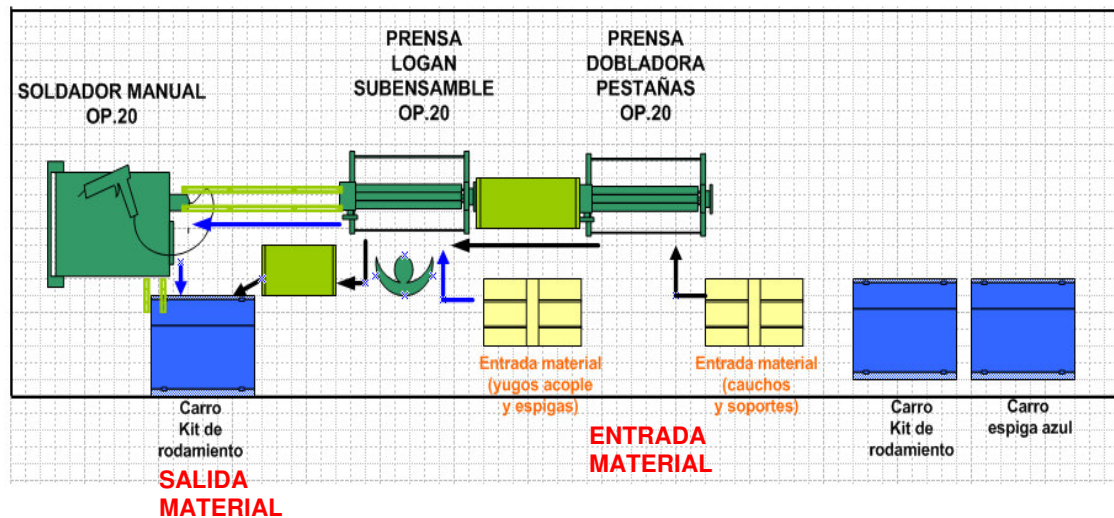 SOLDADOR MANUAL
OP.20
PRENSA
LOGAN
SUBENSAMBLE
OP.20
PRENSA
DOBLADORA
PESTAÑAS
OP.20
Entrada material
(yugos acople
y espigas)
Entrada material
(cauchos
y soportes)
Carro
Kit de
rodamiento
Carro
Kit de
rodamiento
Carro
espiga azul
ENTRADA
MATERIAL
SALIDA
MATERIAL